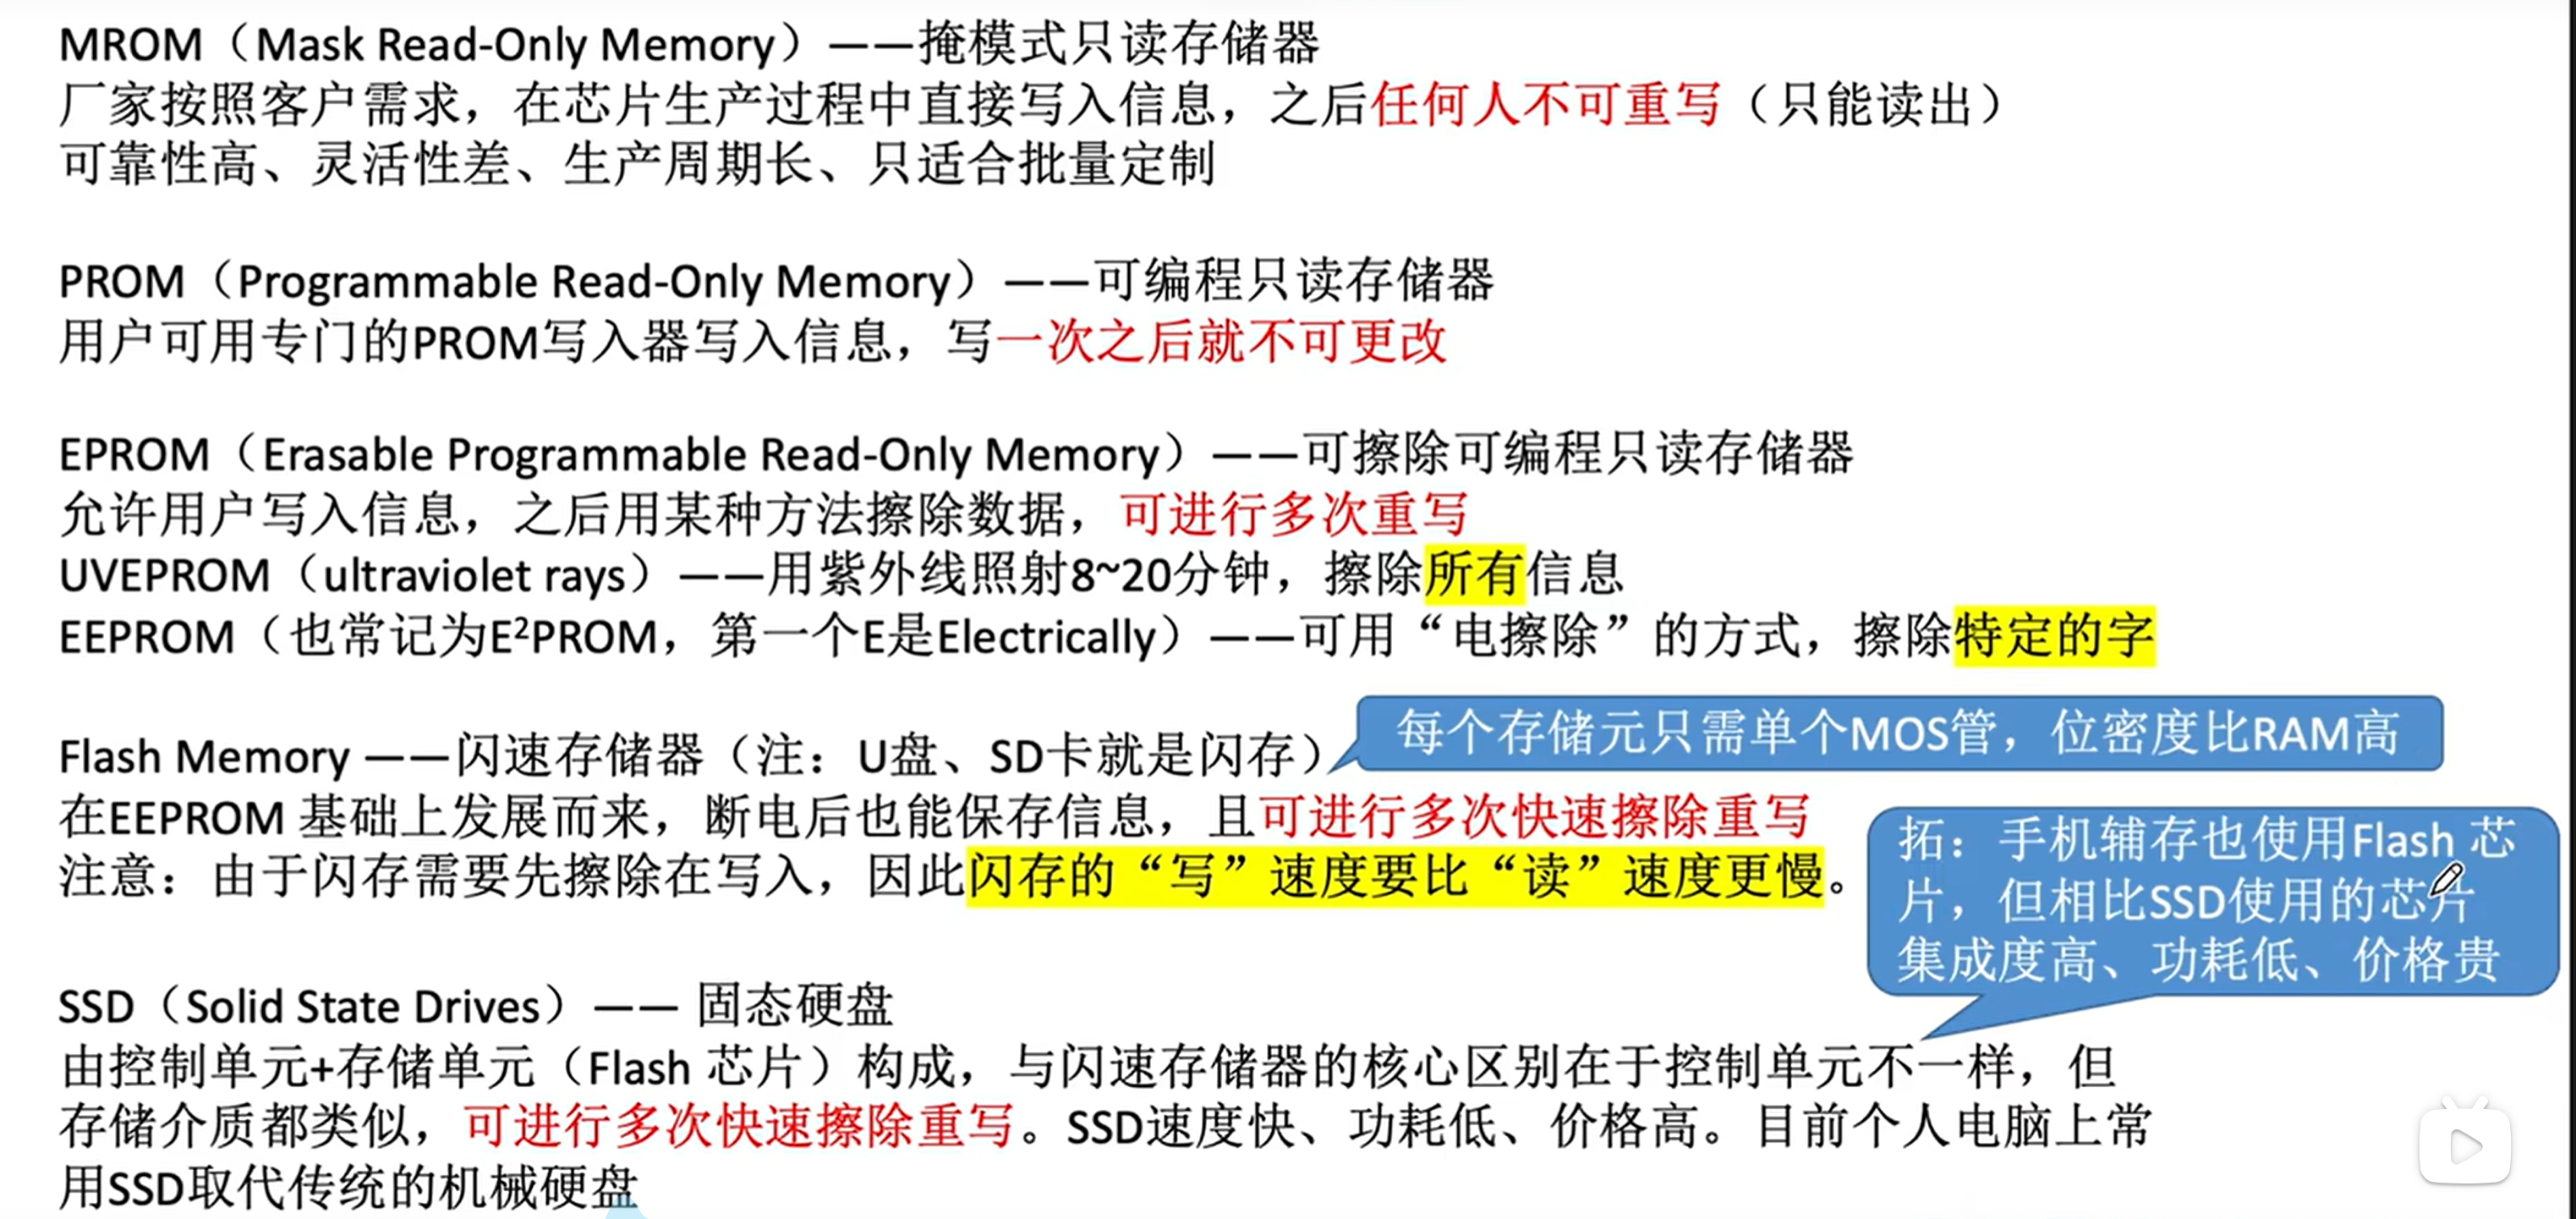 MROM（Mask Read-Only Memory）——掩模式只读存储器
厂家按照客户需求，在芯片生产过程中直接写入信息，之后任何人不可重写（只能读出）
可靠性高、灵活性差、生产周期长、只适合批量定制
PROM（Programmable Read-Only Memory）——可编程只读存储器
用户可用专门的PROM写入器写入信息，写一次之后就不可更改
EPROM（Erasable Programmable Read-Only Memory）——可擦除可编程只读存储器
允许用户写入信息，之后用某种方法擦除数据，可进行多次重写
UVEPROM（ultraviolet rays）——用紫外线照射8~20分钟，擦除所有信息
EEPROM（也常记为E²PROM，第一个E是Electrically）——可用“电擦除”的方式，擦除特定的字
每个存储元只需单个MOS管，位密度比RAM高
Flash Memory ——闪速存储器（注：U盘、SD卡就是闪存）
在EEPROM 基础上发展而来，断电后也能保存信息，且可进行多次快速擦除重写
注意：由于闪存需要先擦除在写入，因此闪存的“写”速度要比“读”速度更慢。
拓：手机辅存也使用Flash 芯
片，但相比SSD使用的芯片
集成度高、功耗低、价格贵
SSD（Solid State Drives）—— 固态硬盘
由控制单元+存储单元（Flash 芯片）构成，与闪速存储器的核心区别在于控制单元不一样，但
存储介质都类似，可进行多次快速擦除重写。SSD速度快、功耗低、价格高。目前个人电脑上常
用SSD取代传统的机械硬盘